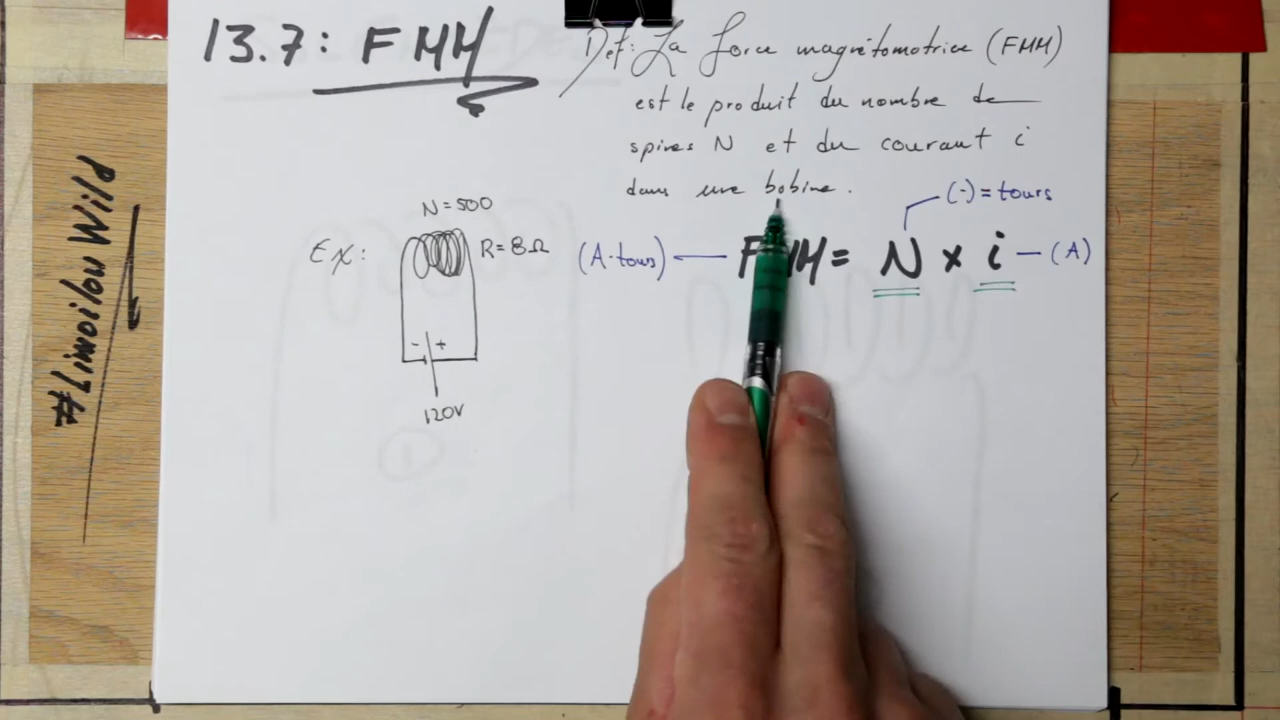 13.7: FMM
Def: La force magnétomotrice (FMM)
est le produit du nombre de
spires N et du courant i
dans une bobine.
(-) = tours
(A-tours) FMM = N x i (A)
Ex:
N = 500
R = 8Ω
- +
120V
#Limoilou Wild